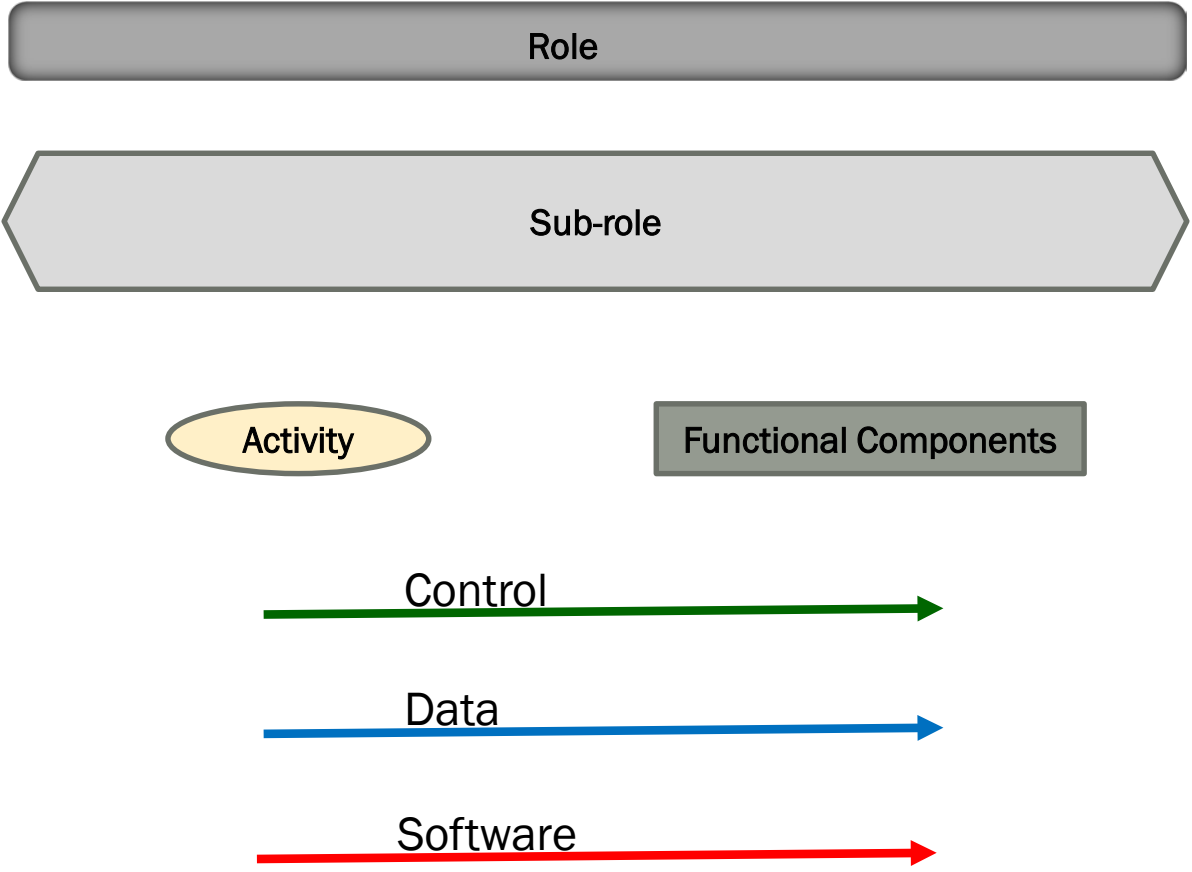 Role
Sub-role
Activity
Functional Components
Control
Data
Software